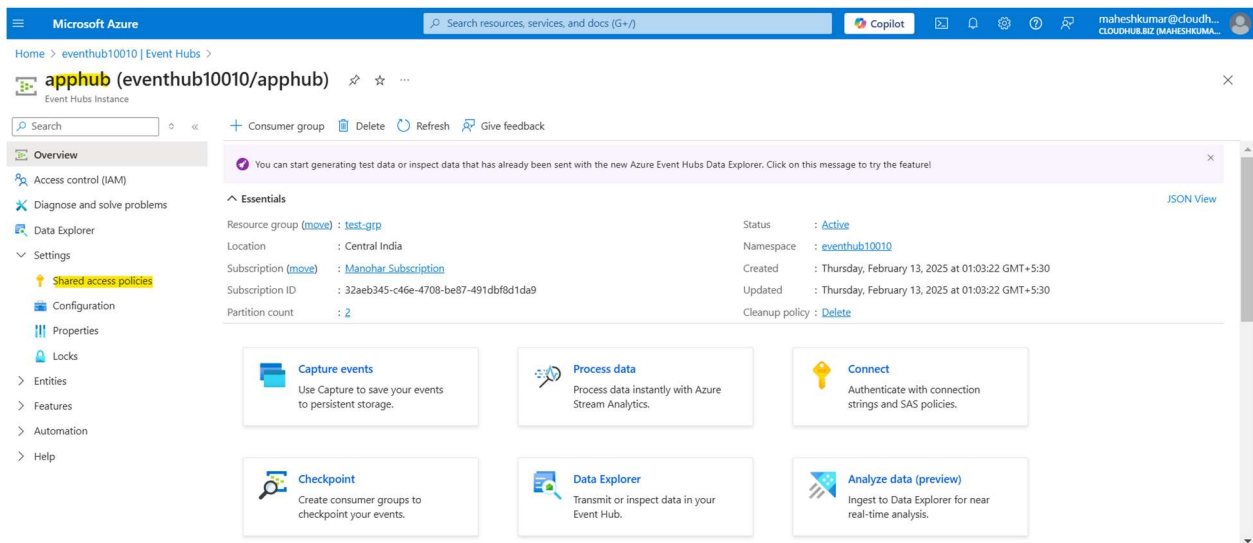 Microsoft Azure
Search resources, services, and docs (G+/)
Copilot
maheshkumar@cloudh...
CLOUDHUB.BIZ (MAHESHKUMA...
Home > eventhub10010 | Event Hubs >
apphub (eventhub10010/apphub)
Event Hubs Instance
Search
Consumer group Delete Refresh Give feedback
Overview
Access control (IAM)
Diagnose and solve problems
Data Explorer
Settings
Shared access policies
Configuration
Properties
Locks
Entities
Features
Automation
Help
You can start generating test data or inspect data that has already been sent with the new Azure Event Hubs Data Explorer. Click on this message to try the feature!
Essentials
JSON View
Resource group (move) : test-grp
Location : Central India
Subscription (move) : Manohar Subscription
Subscription ID : 32aeb345-c46e-4708-be87-491dbf8d1da9
Partition count : 2
Status : Active
Namespace : eventhub10010
Created : Thursday, February 13, 2025 at 01:03:22 GMT+5:30
Updated : Thursday, February 13, 2025 at 01:03:22 GMT+5:30
Cleanup policy : Delete
Capture events
Use Capture to save your events
to persistent storage.
Process data
Process data instantly with Azure
Stream Analytics.
Connect
Authenticate with connection
strings and SAS policies.
Checkpoint
Create consumer groups to
checkpoint your events.
Data Explorer
Transmit or inspect data in your
Event Hub.
Analyze data (preview)
Ingest to Data Explorer for near
real-time analysis.